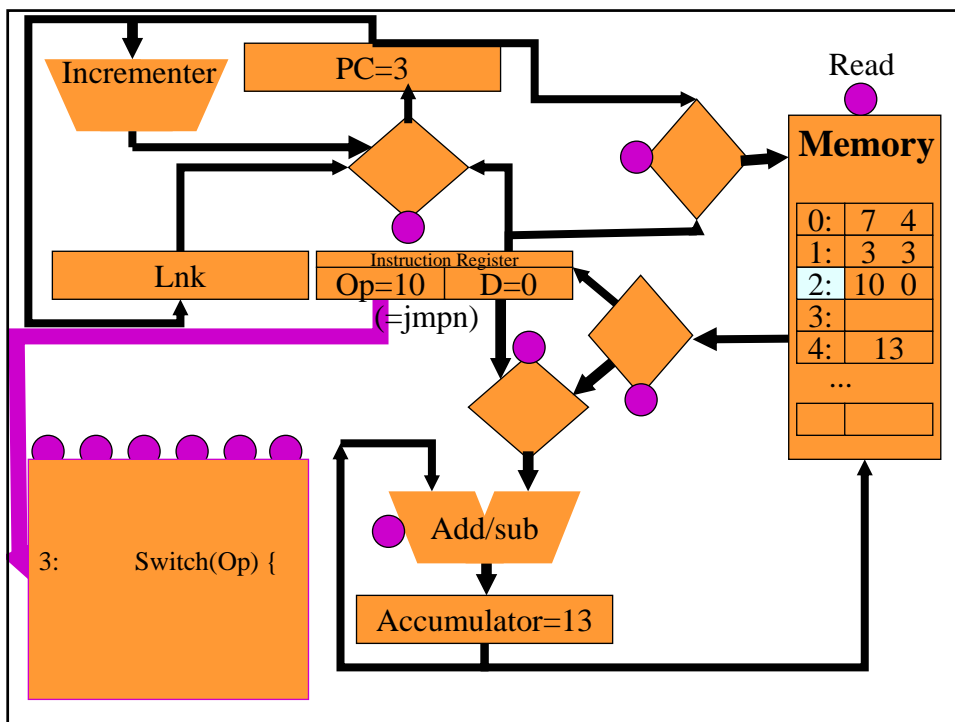 Incrementer
PC=3
Read
Memory
0: 7 4
1: 3 3
2: 10 0
3:
4: 13
...
Lnk
Instruction Register
Op=10 D=0
(=jmpn)
Add/sub
3: Switch(Op) {
Accumulator=13